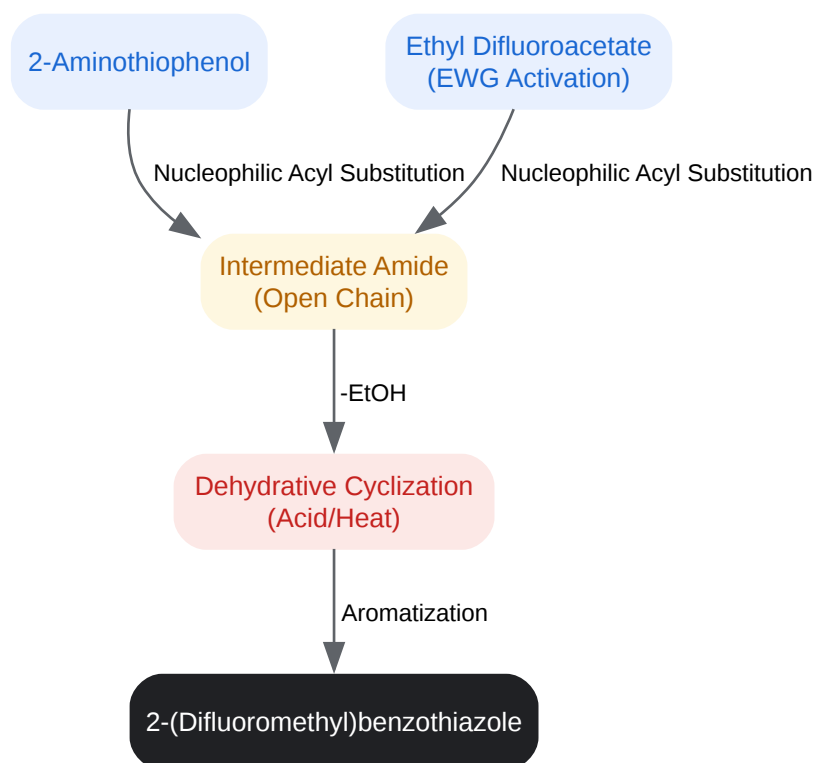 2-Aminothiophenol
Ethyl Difluoroacetate
(EWG Activation)
Nucleophilic Acyl Substitution
Nucleophilic Acyl Substitution
Intermediate Amide
(Open Chain)
-EtOH
Dehydrative Cyclization
(Acid/Heat)
Aromatization
2-(Difluoromethyl)benzothiazole